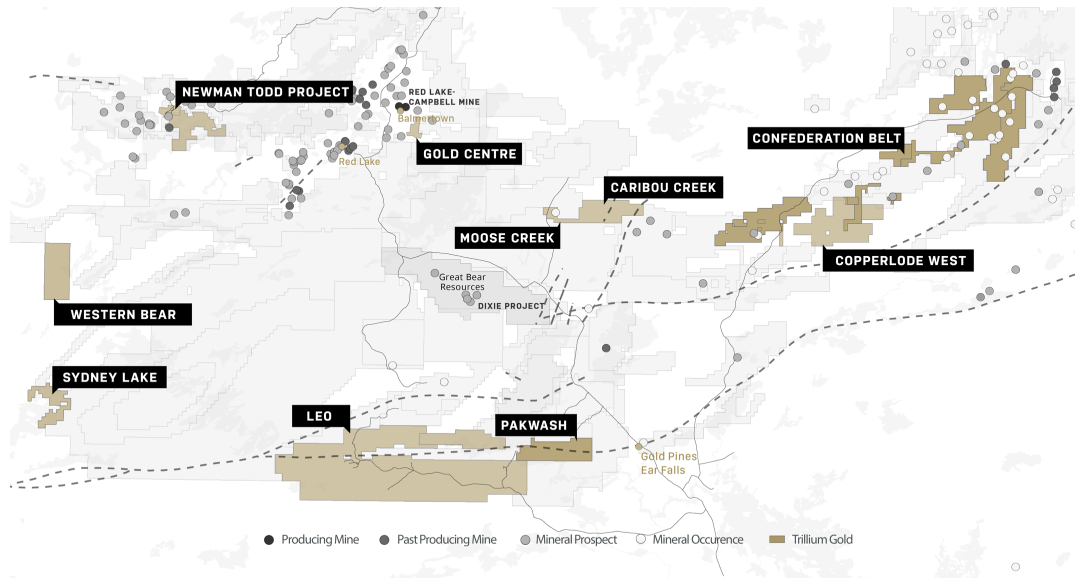 NEWMAN TODD PROJECT
RED LAKE-
CAMPBELL MINE
Balmertown
GOLD CENTRE
Red Lake
CONFEDERATION BELT
CARIBOU CREEK
MOOSE CREEK
COPPERLODE WEST
Great Bear
Resources
DIXIE PROJECT
WESTERN BEAR
SYDNEY LAKE
LEO
PAKWASH
Gold Pines
Ear Falls
Producing Mine
Past Producing Mine
Mineral Prospect
Mineral Occurence
Trillium Gold